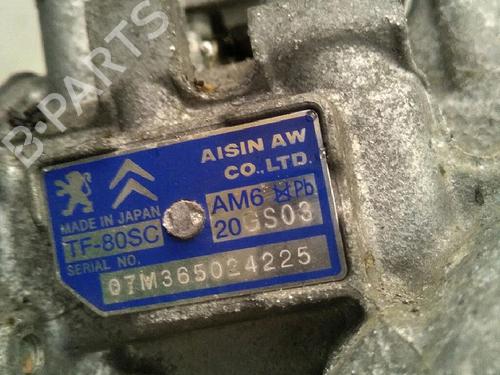 B-PARTS
AISIN AW
CO.,LTD.
MADE IN JAPAN
TF-80SC
AM6 Pb
20GS03
SERIAL NO.
07M365024225